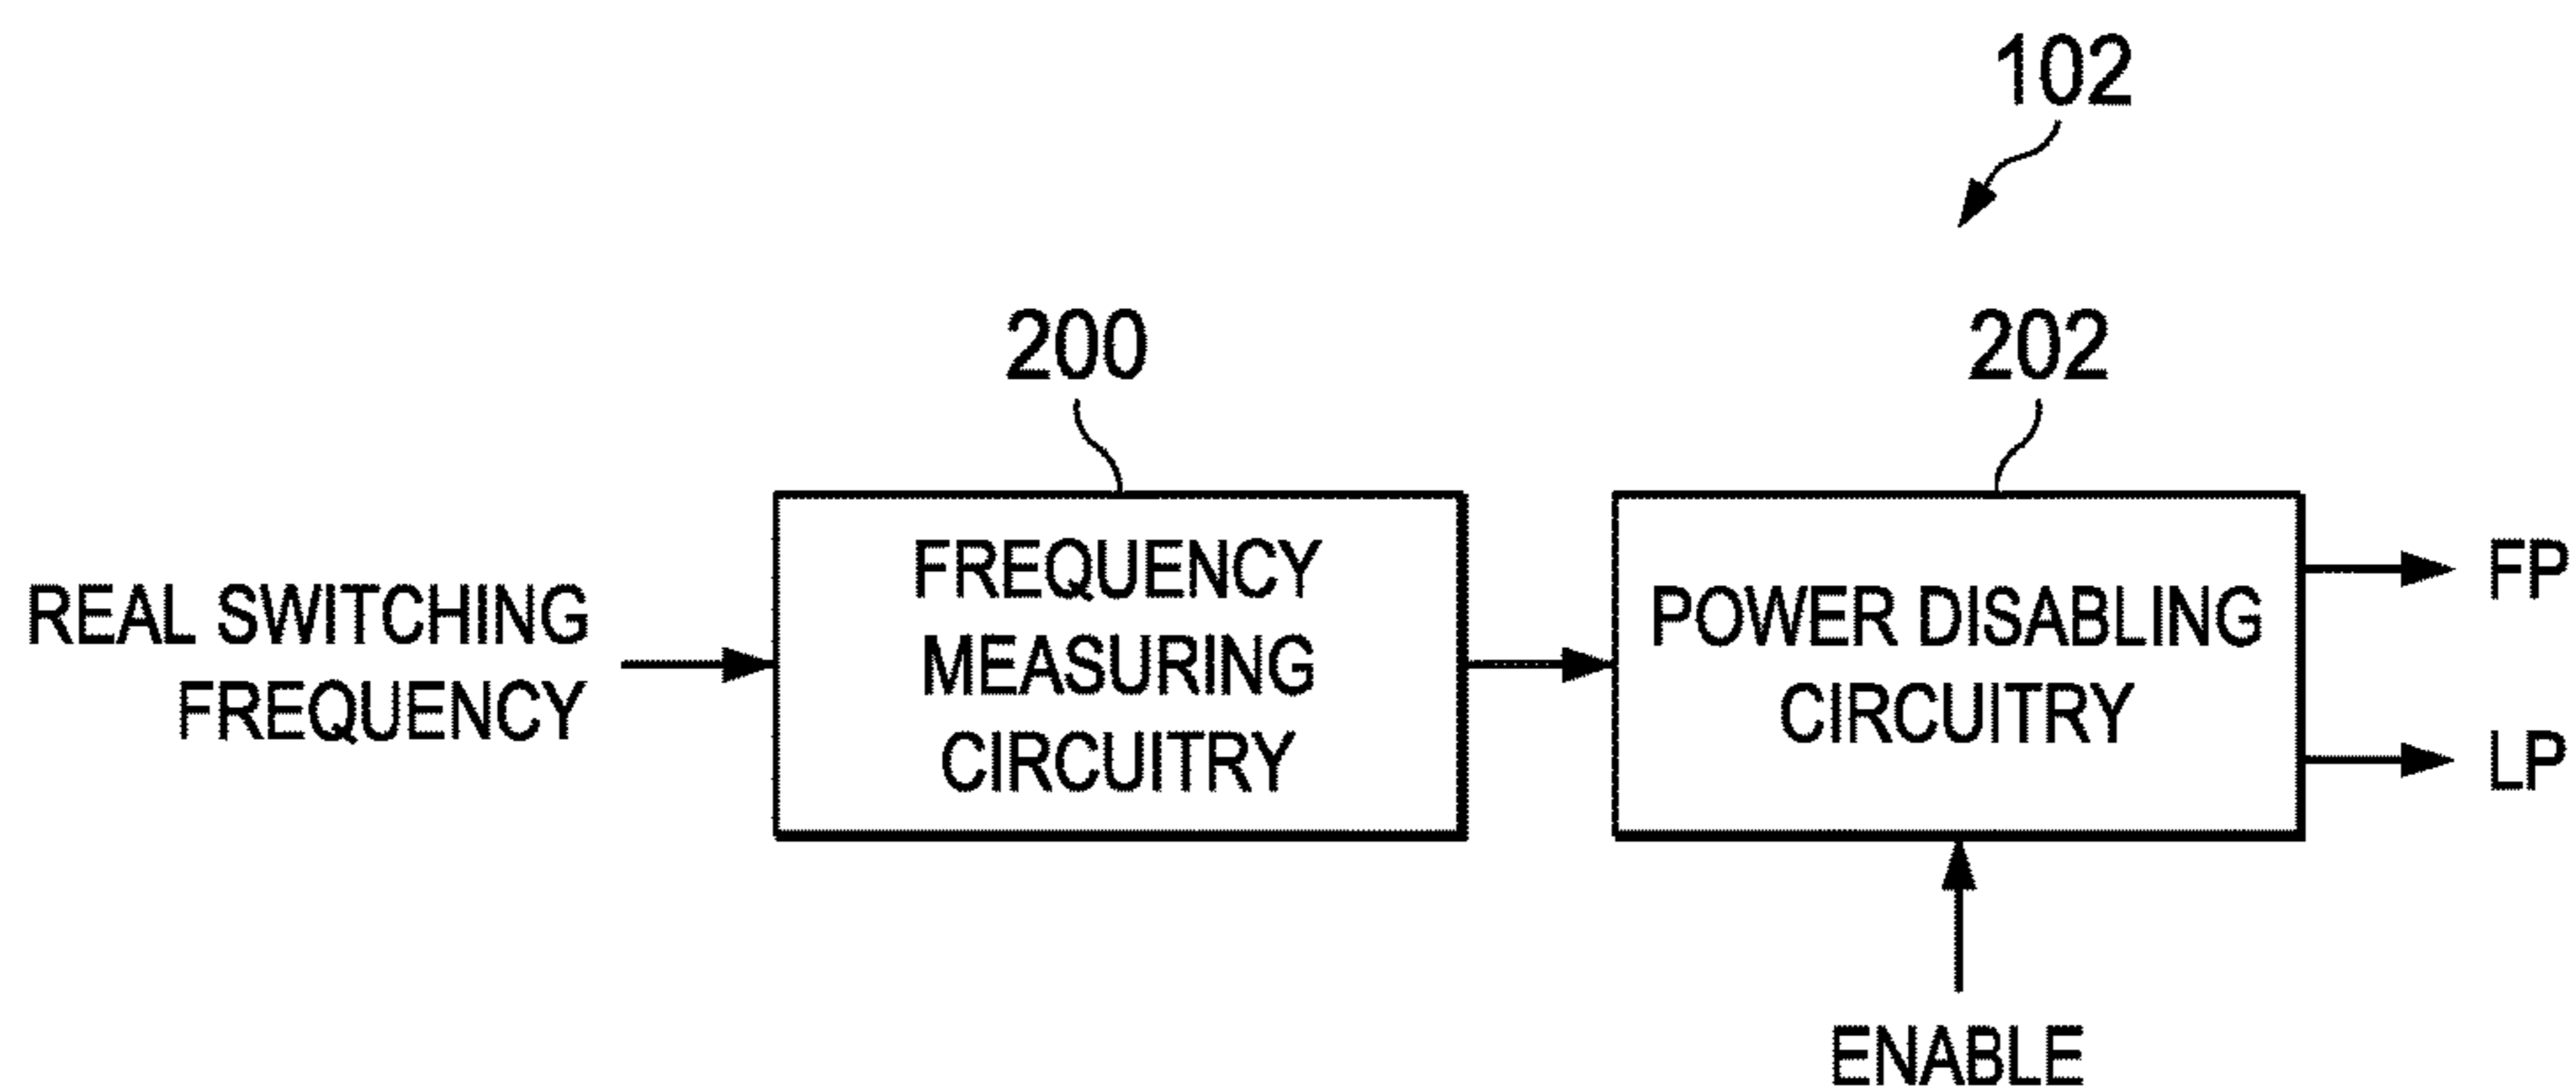 102
200
202
REAL SWITCHING
FREQUENCY
FREQUENCY
MEASURING
CIRCUITRY
POWER DISABLING
CIRCUITRY
FP
LP
ENABLE